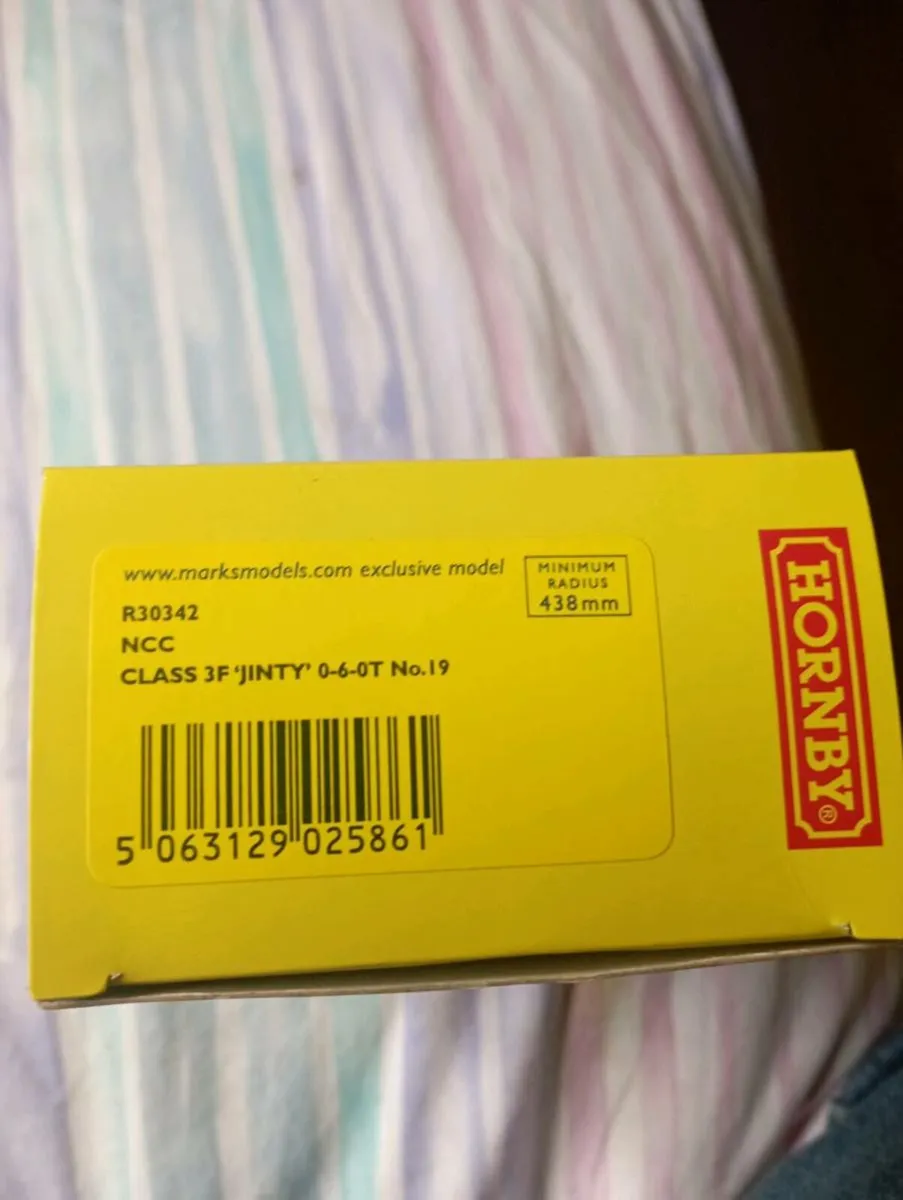 www.marksmodels.com exclusive model
MINIMUM
RADIUS
438mm
R30342
NCC
CLASS 3F ‘JINTY’ 0-6-0T No.19
5 063129 025861
HORNBY®